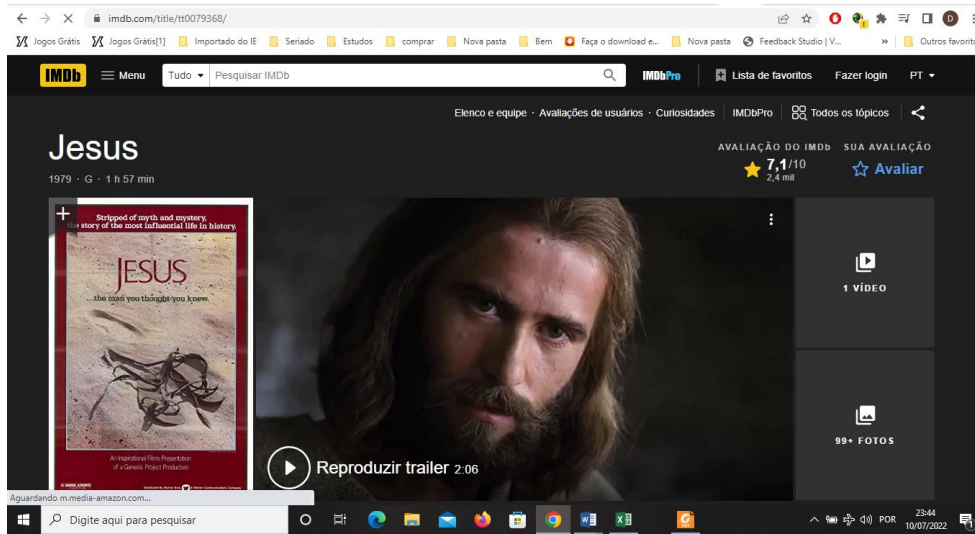 imdb.com/title/tt0079368/
Jogos Grátis Jogos Grátis[1] Importado do IE Seriado Estudos comprar Nova pasta Bem Faça o download e... Nova pasta Feedback Studio | V... » Outros favorito
IMDb Menu Tudo Pesquisar IMDb IMDbPro Lista de favoritos Fazer login PT
Elenco e equipe · Avaliações de usuários · Curiosidades IMDbPro Todos os tópicos
Jesus
1979 · G · 1 h 57 min
AVALIAÇÃO DO IMDb SUA AVALIAÇÃO
7,1/10 Avaliar
2,4 mil
Stripped of myth and mystery,
the story of the most influential life in history.
JESUS
...the man you thought you knew.
An Inspirational Films Presentation
of a Genesis Project Production
Reproduzir trailer 2:06
1 VÍDEO
99+ FOTOS
Aguardando m.media-amazon.com...
Digite aqui para pesquisar
POR
23:44
10/07/2022